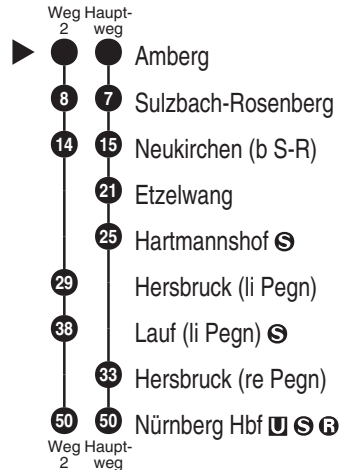 Weg Haupt-
2 weg
Amberg
8 7 Sulzbach-Rosenberg
14 15 Neukirchen (b S-R)
21 Etzelwang
25 Hartmannshof S
29 Hersbruck (li Pegn)
38 Lauf (li Pegn) S
33 Hersbruck (re Pegn)
50 50 Nürnberg Hbf U S R
Weg Haupt-
2 weg